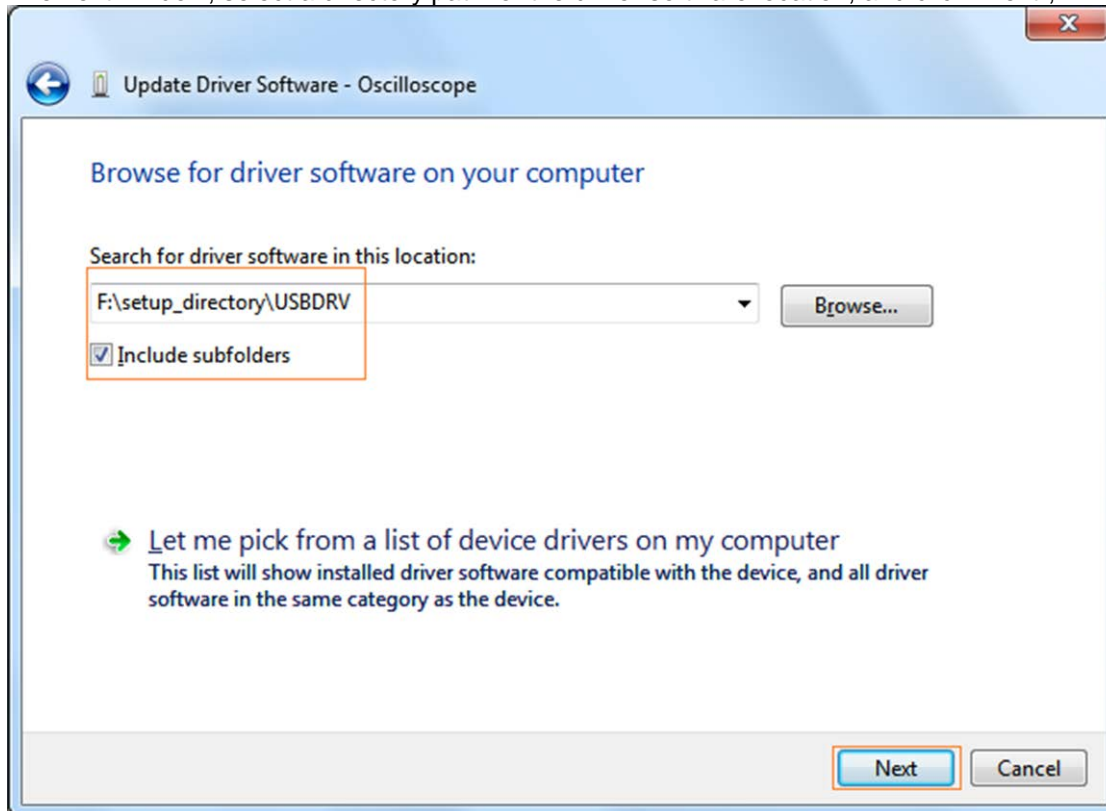 Update Driver Software - Oscilloscope
Browse for driver software on your computer
Search for driver software in this location:
F:\setup_directory\USBDRV
Browse...
Include subfolders
Let me pick from a list of device drivers on my computer
This list will show installed driver software compatible with the device, and all driver
software in the same category as the device.
Next
Cancel